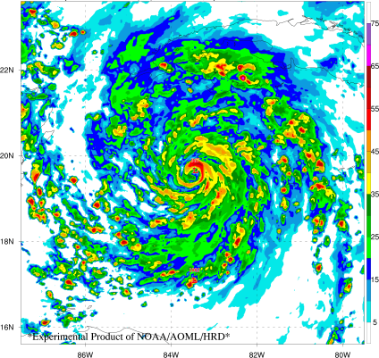 75
22N
65
55
20N
45
35
18N
25
15
5
16N
*Experimental Product of NOAA/AOML/HRD*
86W
84W
82W
80W